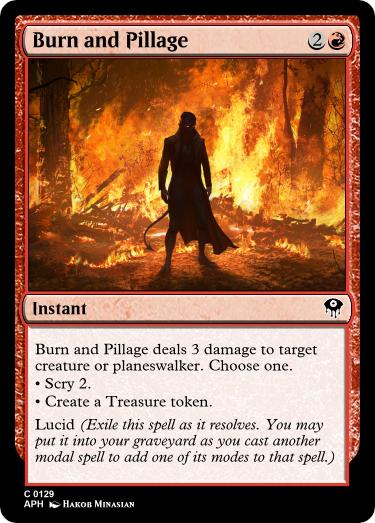 Burn and Pillage 2
Instant
Burn and Pillage deals 3 damage to target
creature or planeswalker. Choose one.
• Scry 2.
• Create a Treasure token.
Lucid (Exile this spell as it resolves. You may
put it into your graveyard as you cast another
modal spell to add one of its modes to that spell.)
C 0129
APH HAKOB MINASIAN